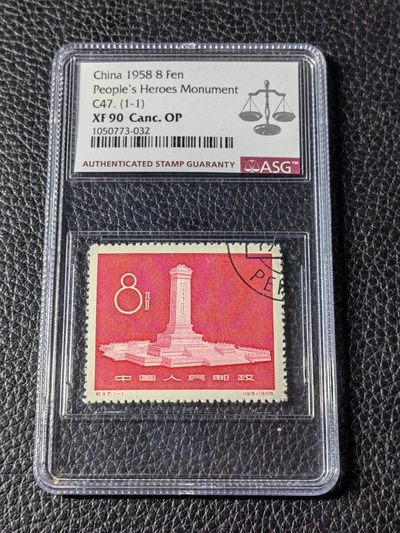 China 1958 8 Fen
People's Heroes Monument
C47. (1-1)
XF 90 Canc. OP
1050773-032
AUTHENTICATED STAMP GUARANTY ASG™
8分
中国人民邮政
纪47.1-1